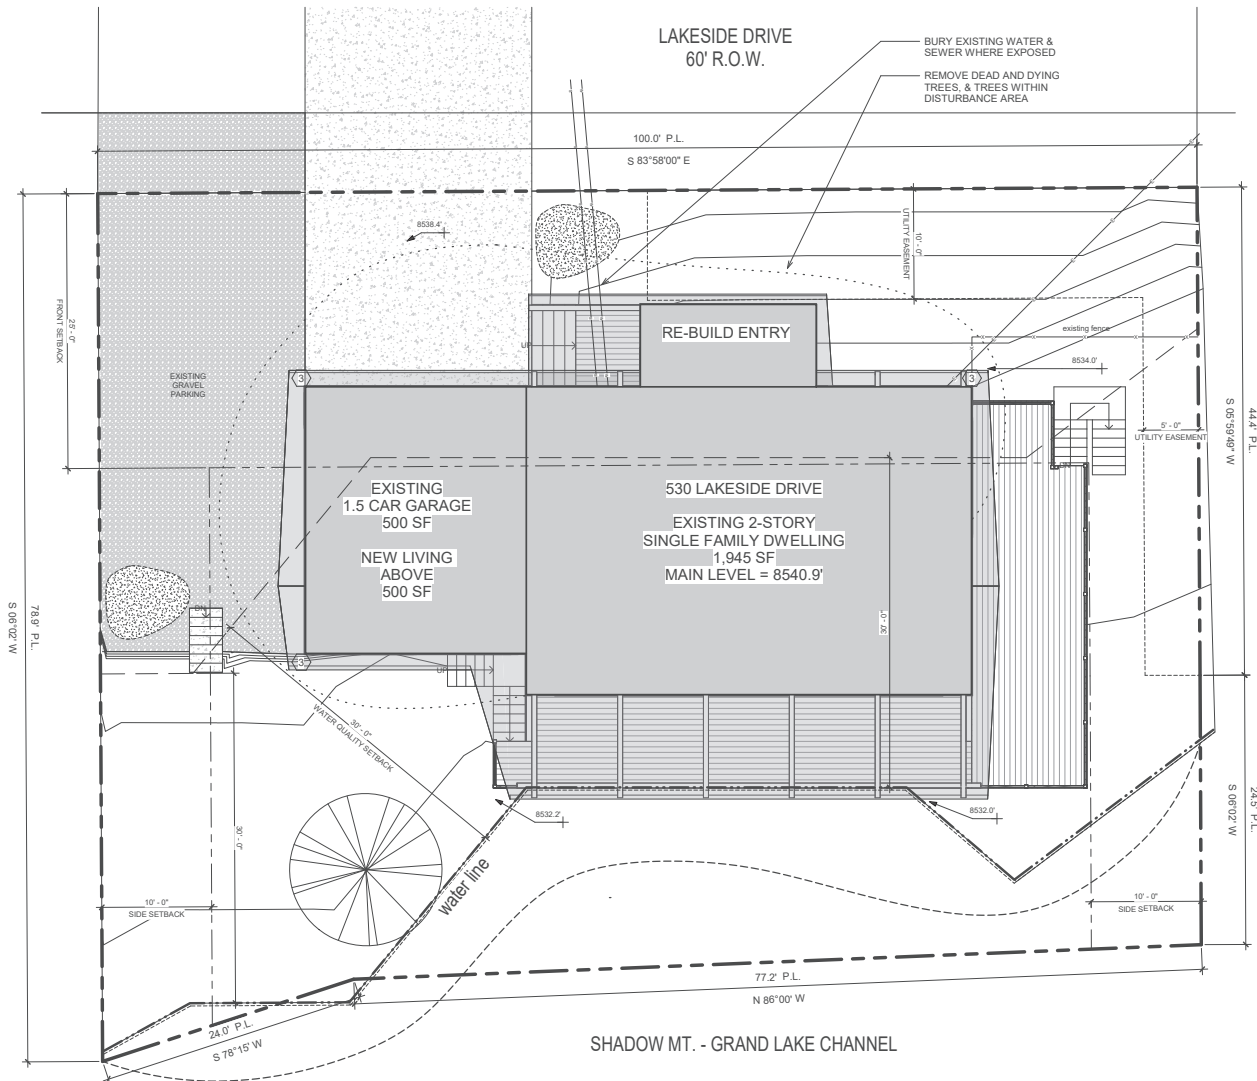 LAKESIDE DRIVE
60' R.O.W.
BURY EXISTING WATER &
SEWER WHERE EXPOSED
REMOVE DEAD AND DYING
TREES, & TREES WITHIN
DISTURBANCE AREA
100.0' P.L.
S 83°58'00" E
8538.4'
UTILITY EASEMENT
10' - 0"
FRONT SETBACK
25' - 0"
EXISTING
GRAVEL
PARKING
UP
RE-BUILD ENTRY
existing fence
8534.0'
3
3
5' - 0"
UTILITY EASEMENT
S 05°59'49" W
44.4' P.L.
DN
EXISTING
1.5 CAR GARAGE
500 SF
NEW LIVING
ABOVE
500 SF
530 LAKESIDE DRIVE
EXISTING 2-STORY
SINGLE FAMILY DWELLING
1,945 SF
MAIN LEVEL = 8540.9'
30' - 0"
DN
S 06°02' W
78.9' P.L.
3
UP
30' - 0"
WATER QUALITY SETBACK
30' - 0"
8532.2'
8532.0'
S 06°02' W
24.5' P.L.
water line
10' - 0"
SIDE SETBACK
10' - 0"
SIDE SETBACK
77.2' P.L.
N 86°00' W
24.0' P.L.
S 78°15' W
SHADOW MT. - GRAND LAKE CHANNEL